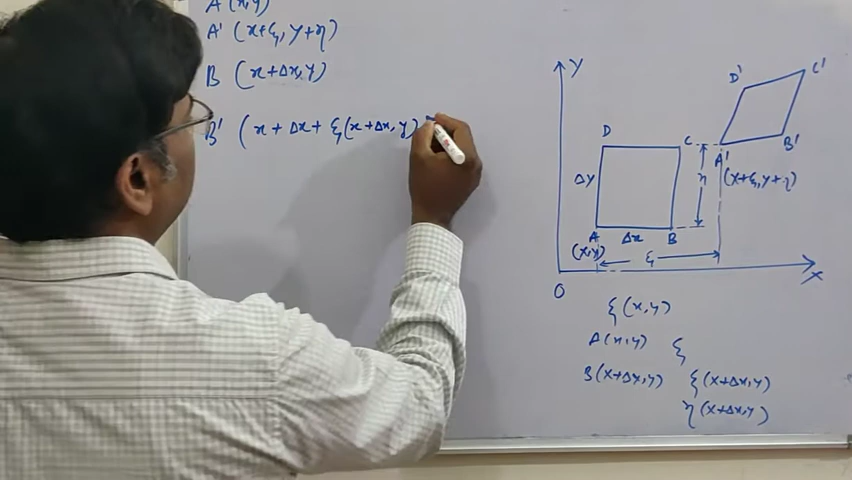 A(x,y)
A' (x+ξ, y+η)
B (x+Δx, y)
B' (x + Δx + ξ(x+Δx, y)
Y
D'
C'
D
C
A'
B'
Δy
η
(x+ξ, y+η)
A
Δx
B
(x,y)
ξ
X
O
ξ(x,y)
A(x,y) ξ
B(x+Δx,y) ξ(x+Δx,y)
η(x+Δx,y)